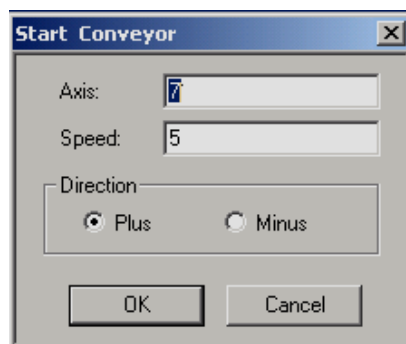 Start Conveyor
Axis: 7
Speed: 5
Direction
Plus Minus
OK Cancel